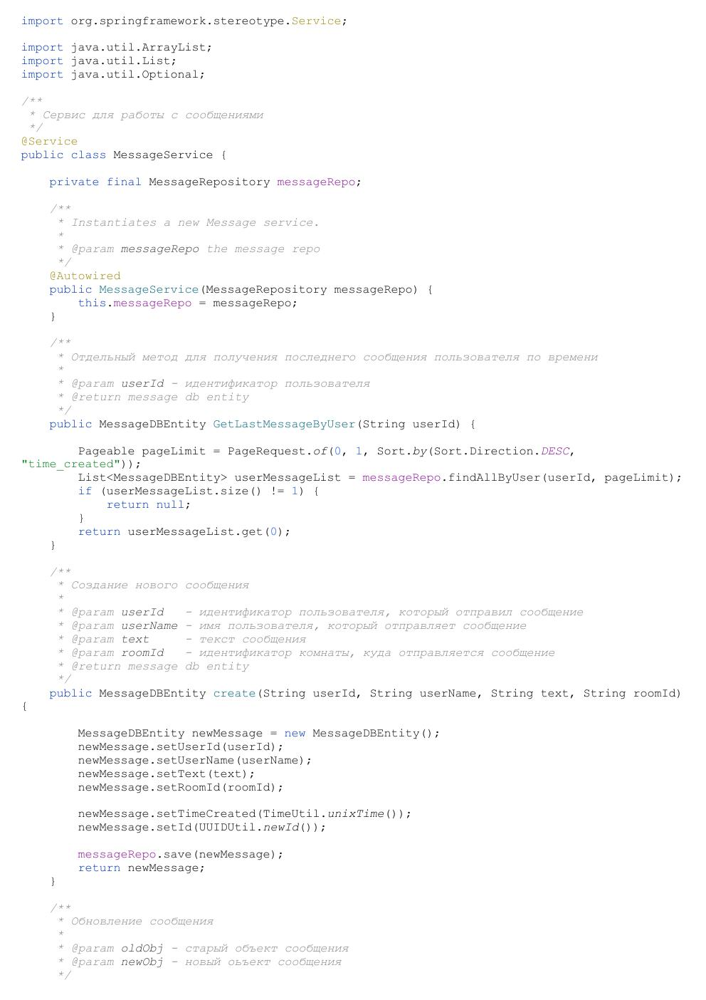 import org.springframework.stereotype.Service;

import java.util.ArrayList;
import java.util.List;
import java.util.Optional;

/**
 * Сервис для работы с сообщениями
 */
@Service
public class MessageService {

    private final MessageRepository messageRepo;

    /**
     * Instantiates a new Message service.
     *
     * @param messageRepo the message repo
     */
    @Autowired
    public MessageService(MessageRepository messageRepo) {
        this.messageRepo = messageRepo;
    }

    /**
     * Отдельный метод для получения последнего сообщения пользователя по времени
     *
     * @param userId – идентификатор пользователя
     * @return message db entity
     */
    public MessageDBEntity GetLastMessageByUser(String userId) {

        Pageable pageLimit = PageRequest.of(0, 1, Sort.by(Sort.Direction.DESC,
"time_created"));
        List<MessageDBEntity> userMessageList = messageRepo.findAllByUser(userId, pageLimit);
        if (userMessageList.size() != 1) {
            return null;
        }
        return userMessageList.get(0);
    }

    /**
     * Создание нового сообщения
     *
     * @param userId   – идентификатор пользователя, который отправил сообщение
     * @param userName – имя пользователя, который отправляет сообщение
     * @param text     – текст сообщения
     * @param roomId   – идентификатор комнаты, куда отправляется сообщение
     * @return message db entity
     */
    public MessageDBEntity create(String userId, String userName, String text, String roomId)
{

        MessageDBEntity newMessage = new MessageDBEntity();
        newMessage.setUserId(userId);
        newMessage.setUserName(userName);
        newMessage.setText(text);
        newMessage.setRoomId(roomId);

        newMessage.setTimeCreated(TimeUtil.unixTime());
        newMessage.setId(UUIDUtil.newId());

        messageRepo.save(newMessage);
        return newMessage;
    }

    /**
     * Обновление сообщения
     *
     * @param oldObj – старый объект сообщения
     * @param newObj – новый оьъект сообщения
     */